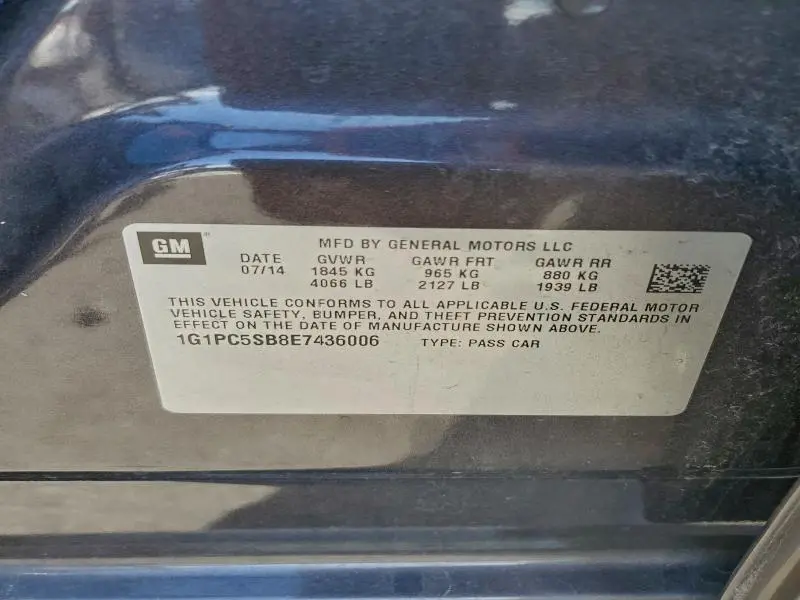 GM
MFD BY GENERAL MOTORS LLC
DATE GVWR GAWR FRT GAWR RR
07/14 1845 KG 965 KG 880 KG
4066 LB 2127 LB 1939 LB
THIS VEHICLE CONFORMS TO ALL APPLICABLE U.S. FEDERAL MOTOR
VEHICLE SAFETY, BUMPER, AND THEFT PREVENTION STANDARDS IN
EFFECT ON THE DATE OF MANUFACTURE SHOWN ABOVE.
1G1PC5SB8E7436006 TYPE: PASS CAR